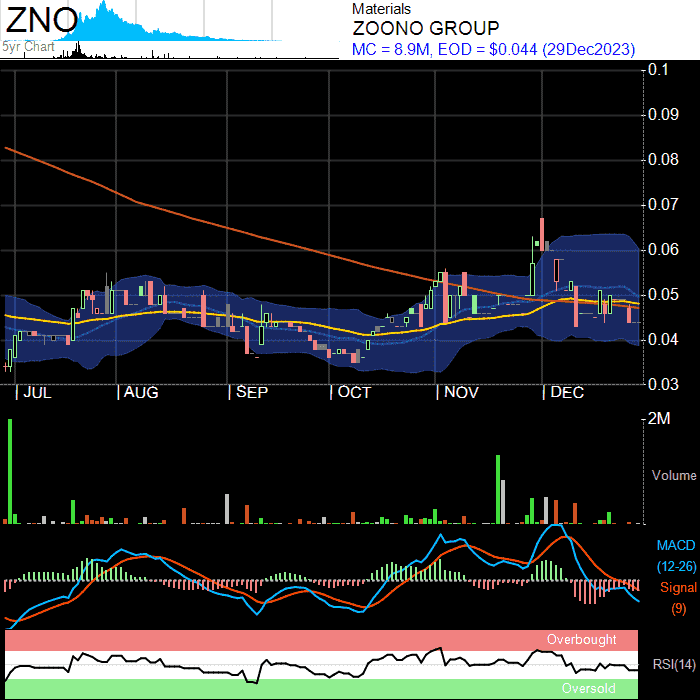 ZNO
5yr Chart
Materials
ZOONO GROUP
MC = 8.9M, EOD = $0.044 (29Dec2023)
0.1
0.09
0.08
0.07
0.06
0.05
0.04
0.03
JUL AUG SEP OCT NOV DEC
2M
Volume
MACD
(12-26)
Signal
(9)
Overbought
RSI(14)
Oversold